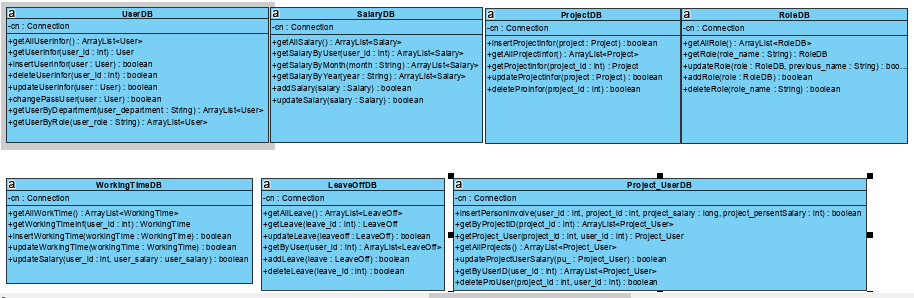 a
UserDB
-cn : Connection
+getAllUserInfor() : ArrayList<User>
+getUserInfor(user_id : int) : User
+insertUserInfor(user : User) : boolean
+deleteUserInfor(user_id : int) : boolean
+updateUserInfor(user : User) : boolean
+changePassUser(user : User) : boolean
+getUserByDepartment(user_department : String) : ArrayList<User>
+getUserByRole(user_role : String) : ArrayList<User>
a
SalaryDB
-cn : Connection
+getAllSalary() : ArrayList<Salary>
+getSalaryByUser(user_id : int) : ArrayList<Salary>
+getSalaryByMonth(month : String) : ArrayList<Salary>
+getSalaryByYear(year : String) : ArrayList<Salary>
+addSalary(salary : Salary) : boolean
+updateSalary(salary : Salary) : boolean
a
ProjectDB
-cn : Connection
+insertProjectInfor(project : Project) : boolean
+getAllProjectInfor() : ArrayList<Project>
+getProjectInfor(project_id : int) : Project
+updateProjectInfor(project : Project) : boolean
+deleteProInfor(project_id : int) : boolean
a
RoleDB
-cn : Connection
+getAllRole() : ArrayList<RoleDB>
+getRole(role_name : String) : RoleDB
+updateRole(role : RoleDB, previous_name : String) : boo...
+addRole(role : RoleDB) : boolean
+deleteRole(role_name : String) : boolean
a
WorkingTimeDB
-cn : Connection
+getAllWorkTime() : ArrayList<WorkingTime>
+getWorkingTimeInf(user_id : int) : WorkingTime
+insertWorkingTime(workingTime : WorkingTime) : boolean
+updateWorkingTime(workingTime : WorkingTime) : boolean
+updateSalary(user_id : int, user_salary : user_salary) : boolean
a
LeaveOffDB
-cn : Connection
+getAllLeave() : ArrayList<LeaveOff>
+getLeave(leave_id : int) : LeaveOff
+updateLeave(leaveoff : LeaveOff) : boolean
+getByUser(user_id : int) : ArrayList<LeaveOff>
+addLeave(leave : LeaveOff) : boolean
+deleteLeave(leave_id : int) : boolean
a
Project_UserDB
-cn : Connection
+insertPersonInvolve(user_id : int, project_id : int, project_salary : long, project_persentSalary : int) : boolean
+getByProjectID(project_id : int) : ArrayList<Project_User>
+getProject_User(project_id : int, user_id : int) : Project_User
+getAllProjects() : ArrayList<Project_User>
+updateProjectUserSalary(pu_ : Project_User) : boolean
+getByUserID(user_id : int) : ArrayList<Project_User>
+deleteProUser(project_id : int, user_id : int) : boolean